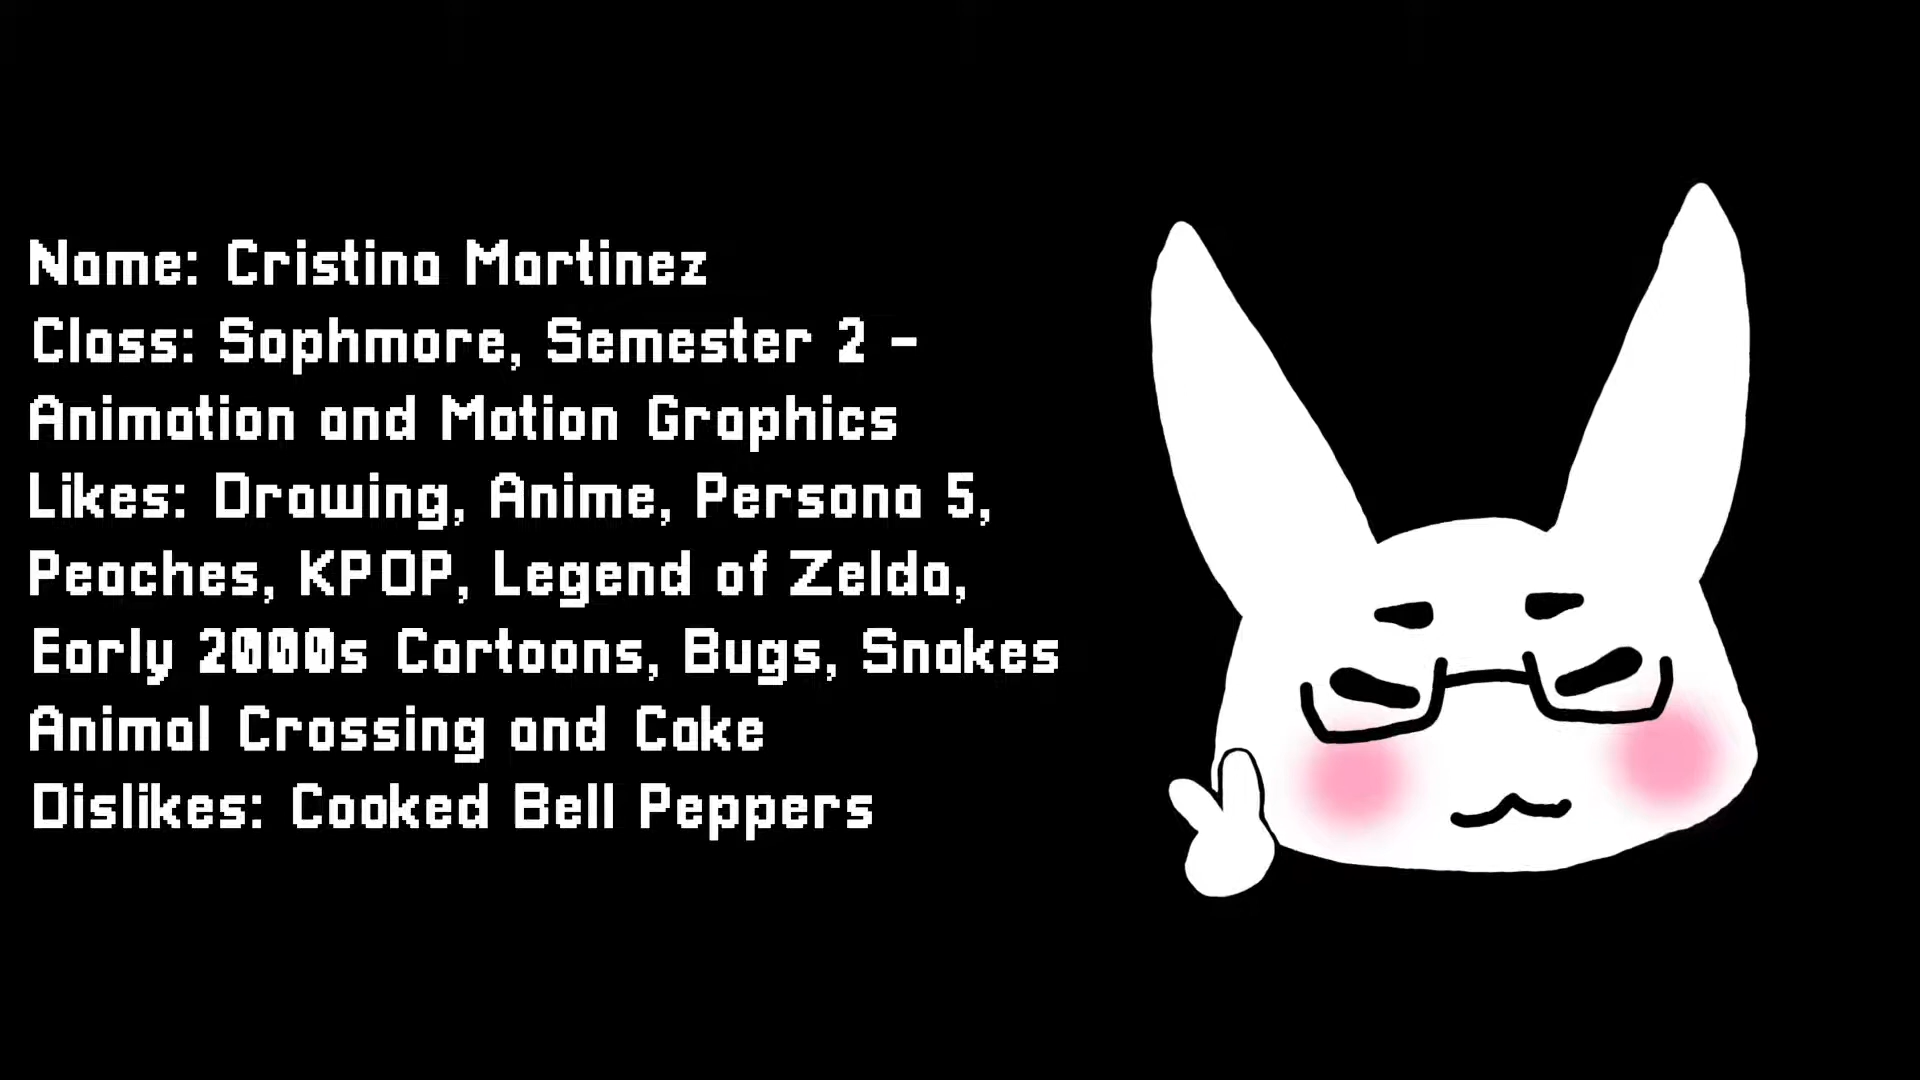 Name: Cristina Martinez
Class: Sophmore, Semester 2 -
Animation and Motion Graphics
Likes: Drawing, Anime, Persona 5,
Peaches, KPOP, Legend of Zelda,
Early 2000s Cartoons, Bugs, Snakes
Animal Crossing and Cake
Dislikes: Cooked Bell Peppers